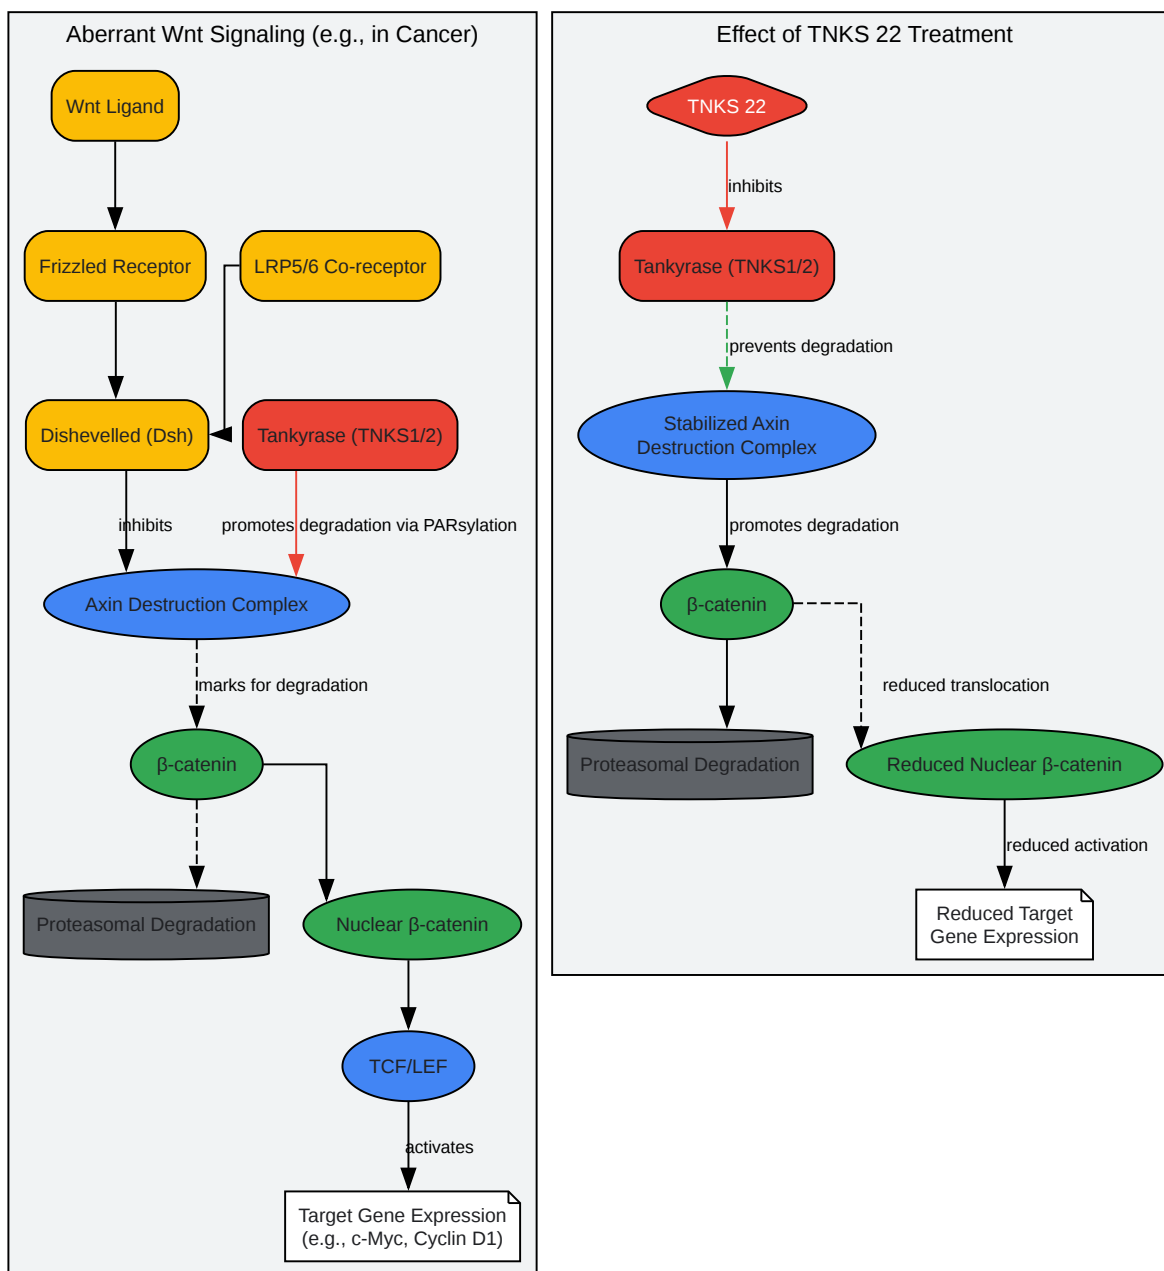 Aberrant Wnt Signaling (e.g., in Cancer)
Wnt Ligand
Frizzled Receptor
LRP5/6 Co-receptor
Dishevelled (Dsh)
Tankyrase (TNKS1/2)
inhibits
promotes degradation via PARsylation
Axin Destruction Complex
marks for degradation
β-catenin
Proteasomal Degradation
Nuclear β-catenin
TCF/LEF
activates
Target Gene Expression
(e.g., c-Myc, Cyclin D1)
Effect of TNKS 22 Treatment
TNKS 22
inhibits
Tankyrase (TNKS1/2)
prevents degradation
Stabilized Axin
Destruction Complex
promotes degradation
β-catenin
reduced translocation
Proteasomal Degradation
Reduced Nuclear β-catenin
reduced activation
Reduced Target
Gene Expression